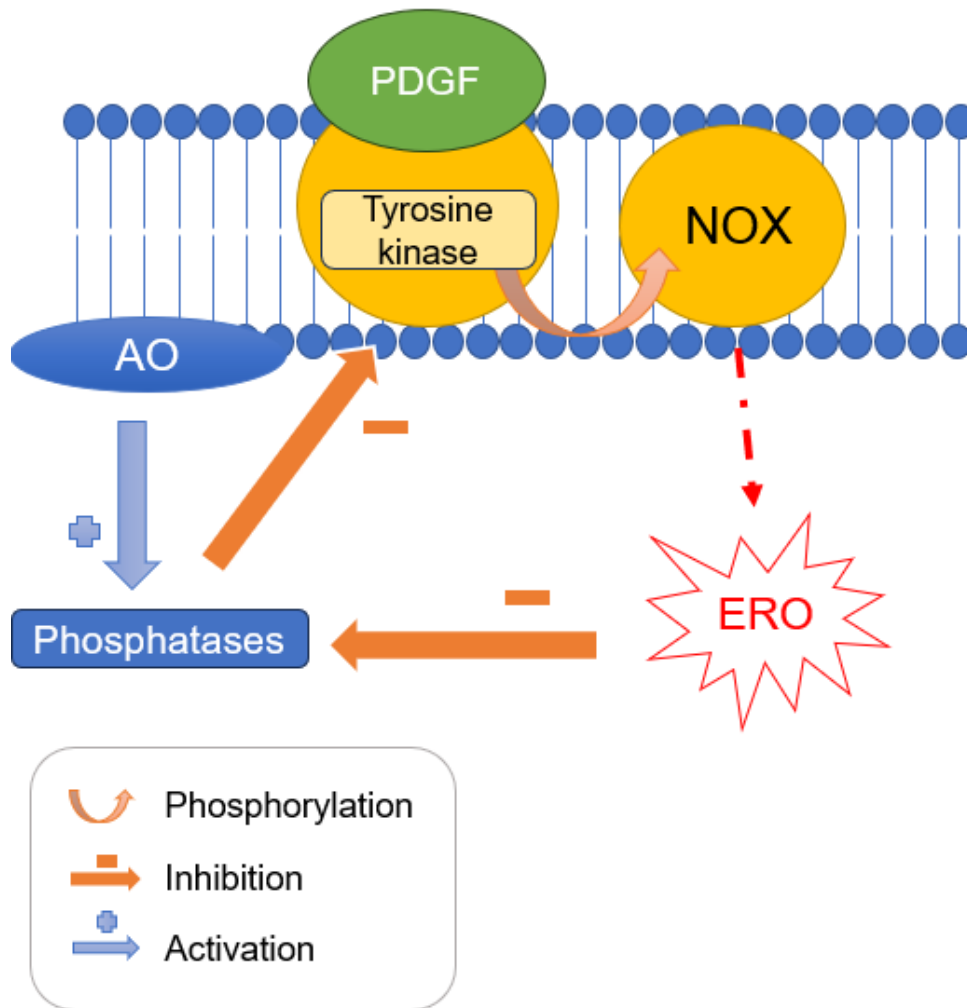 PDGF
Tyrosine
kinase
NOX
AO
Phosphatases
ERO
Phosphorylation
Inhibition
Activation